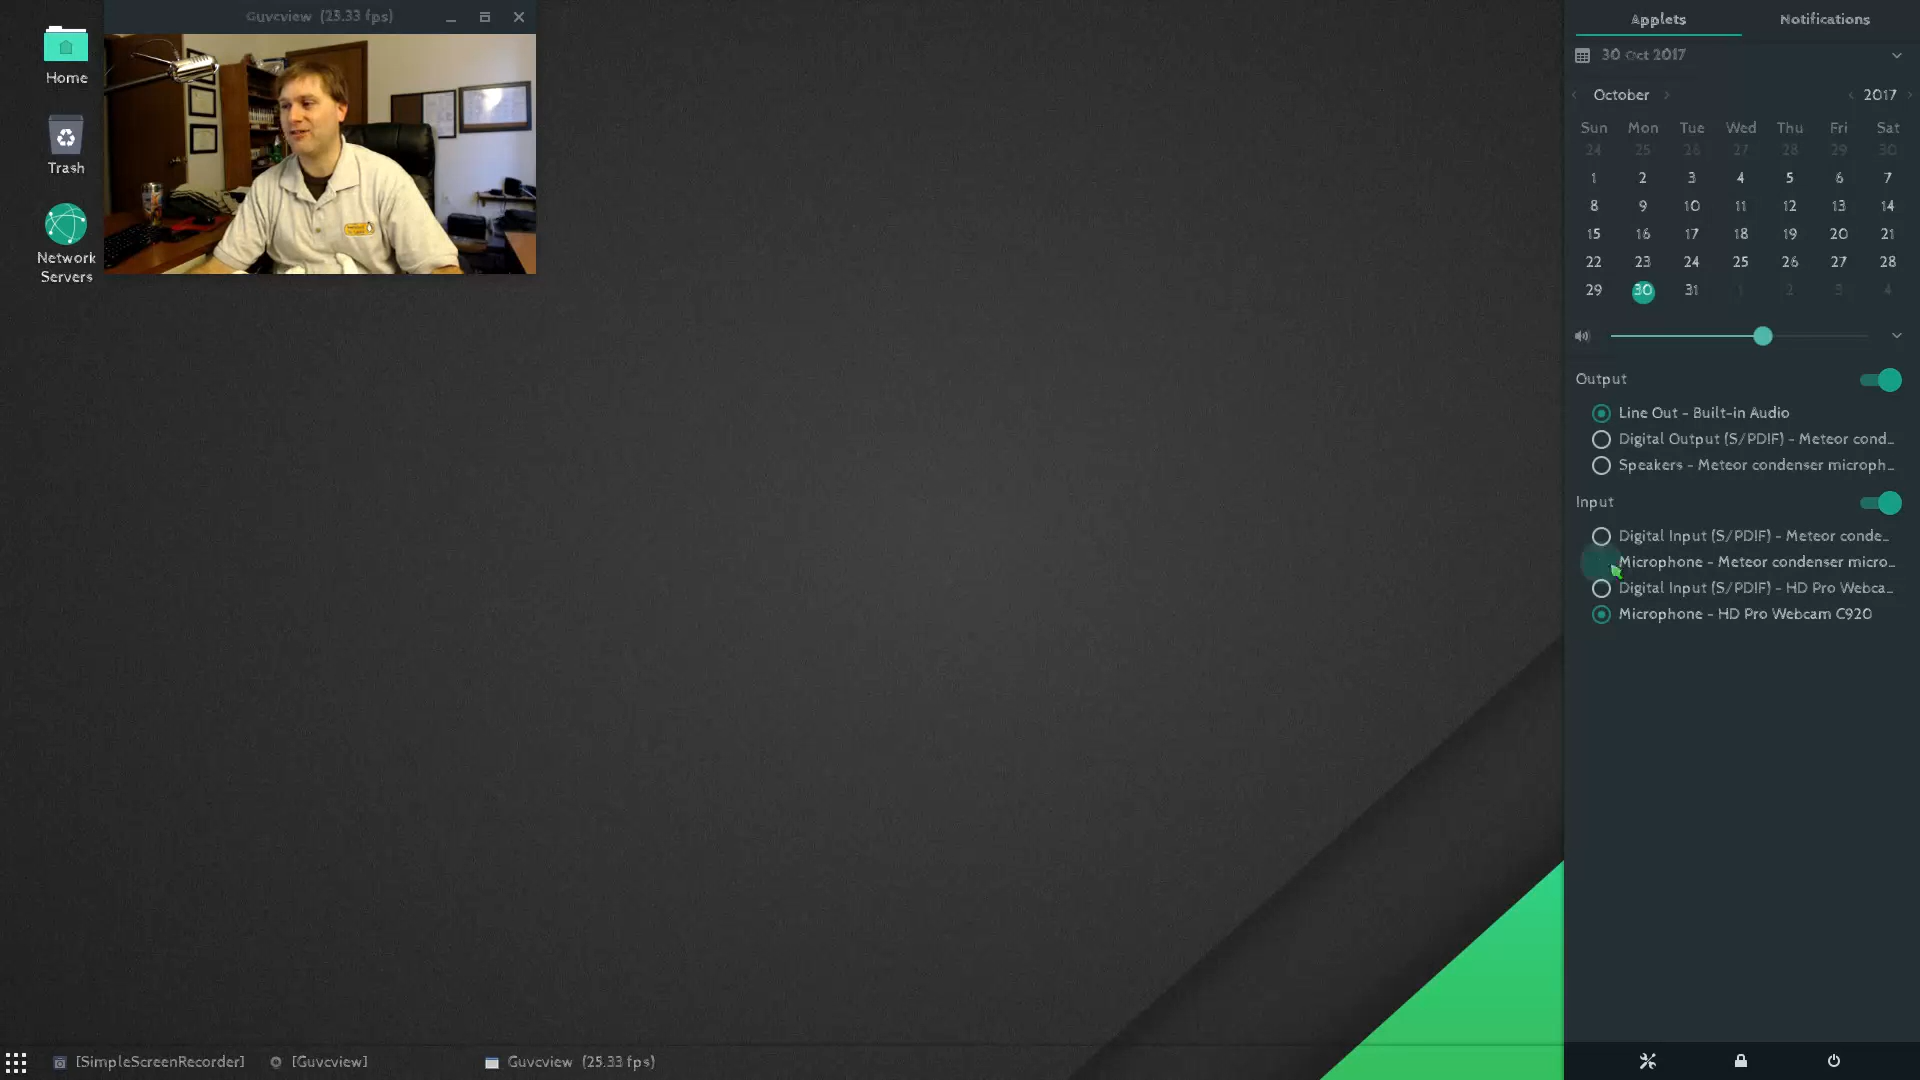 Guvcview (23.33 fps)
Home
Trash
Network
Servers
Applets
Notifications
30 Oct 2017
October
2017
Sun Mon Tue Wed Thu Fri Sat
24 25 26 27 28 29 30
1 2 3 4 5 6 7
8 9 10 11 12 13 14
15 16 17 18 19 20 21
22 23 24 25 26 27 28
29 30 31 1 2 3 4
Output
Line Out - Built-in Audio
Digital Output (S/PDIF) - Meteor cond...
Speakers - Meteor condenser microph...
Input
Digital Input (S/PDIF) - Meteor conde...
Microphone - Meteor condenser micro...
Digital Input (S/PDIF) - HD Pro Webca...
Microphone - HD Pro Webcam C920
[SimpleScreenRecorder]
[Guvcview]
Guvcview (25.33 fps)